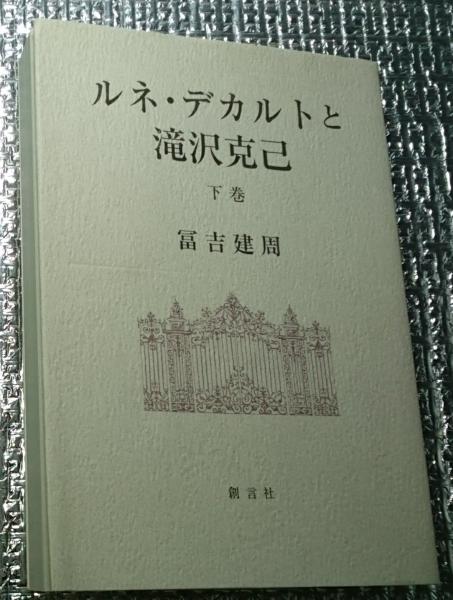 ルネ・デカルトと
滝沢克己
下巻
冨吉建周
創言社